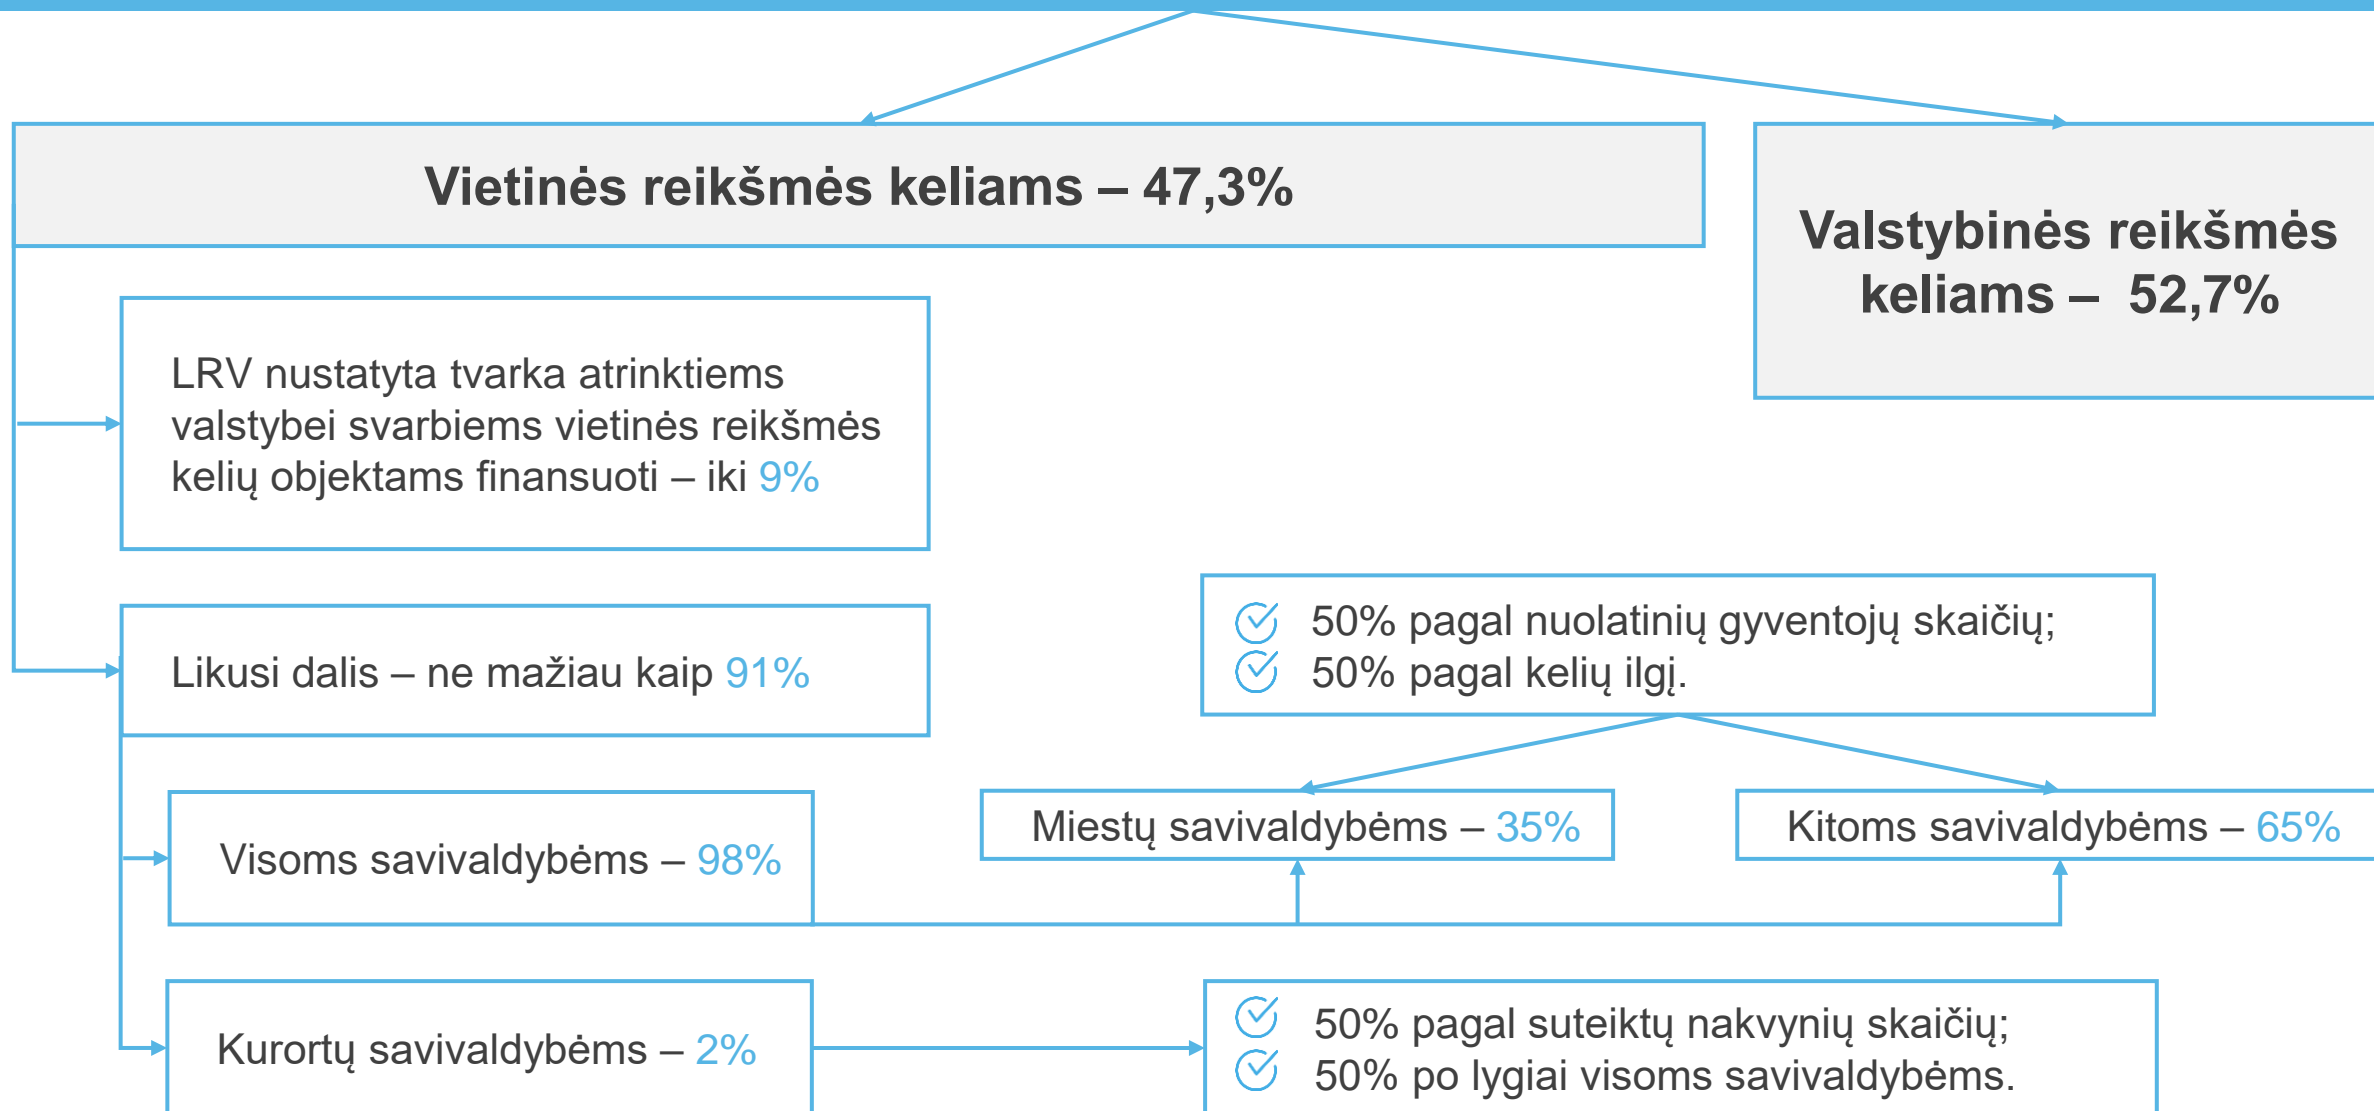 Vietinės reikšmės keliams – 47,3%
Valstybinės reikšmės
keliams – 52,7%
LRV nustatyta tvarka atrinktiems
valstybei svarbiems vietinės reikšmės
kelių objektams finansuoti – iki 9%
Likusi dalis – ne mažiau kaip 91%
50% pagal nuolatinių gyventojų skaičių;
50% pagal kelių ilgį.
Visoms savivaldybėms – 98%
Miestų savivaldybėms – 35%
Kitoms savivaldybėms – 65%
Kurortų savivaldybėms – 2%
50% pagal suteiktų nakvynių skaičių;
50% po lygiai visoms savivaldybėms.